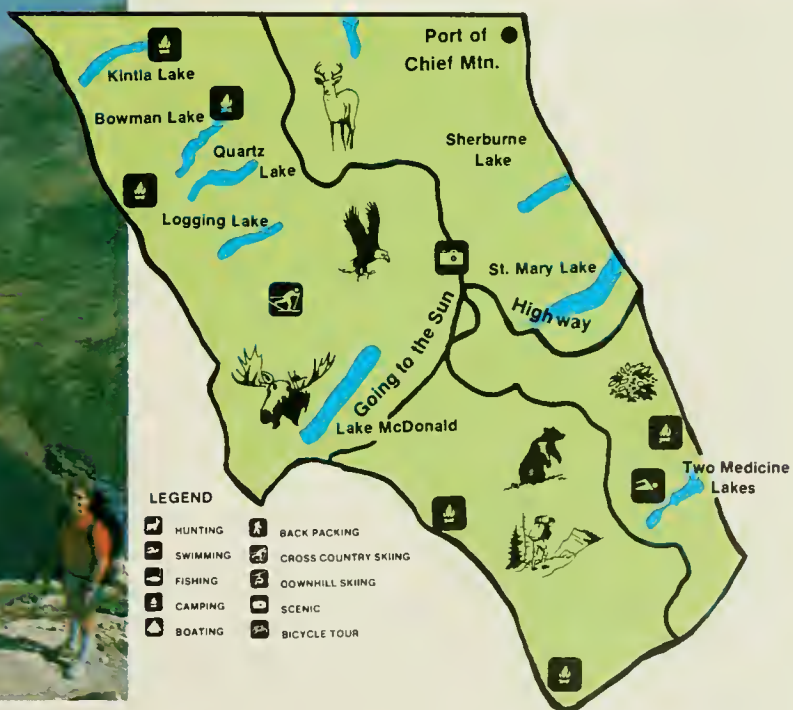 Port of
Chief Mtn.
Kintla Lake
Bowman Lake
Quartz
Lake
Sherburne
Lake
Logging Lake
St. Mary Lake
Highway
Going to the Sun
Lake McDonald
Two Medicine
Lakes
LEGEND
HUNTING
SWIMMING
FISHING
CAMPING
BOATING
BACK PACKING
CROSS COUNTRY SKIING
DOWNHILL SKIING
SCENIC
BICYCLE TOUR